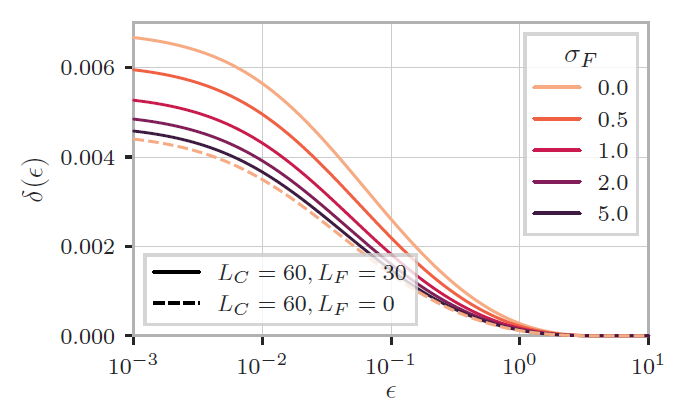 δ(ϵ)
0.006
0.004
0.002
0.000
σ_F
0.0
0.5
1.0
2.0
5.0
L_C = 60, L_F = 30
L_C = 60, L_F = 0
10^{-3}
10^{-2}
10^{-1}
10^0
10^1
ϵ